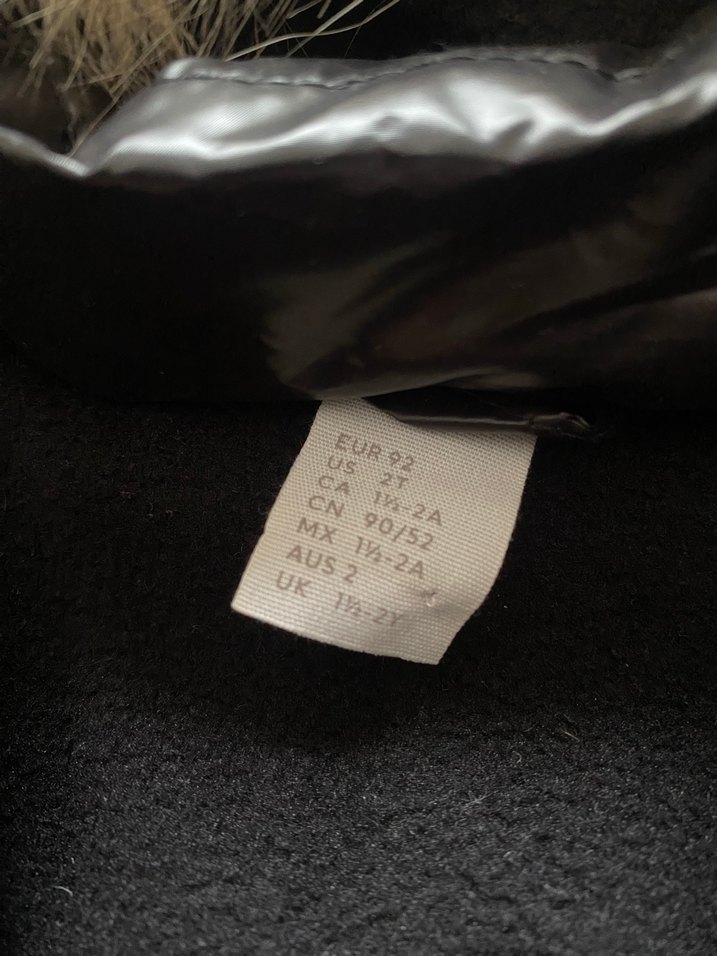 EUR 92
US 2T
CA 1½-2A
CN 90/52
MX 1½-2A
AUS 2
UK 1½-2Y